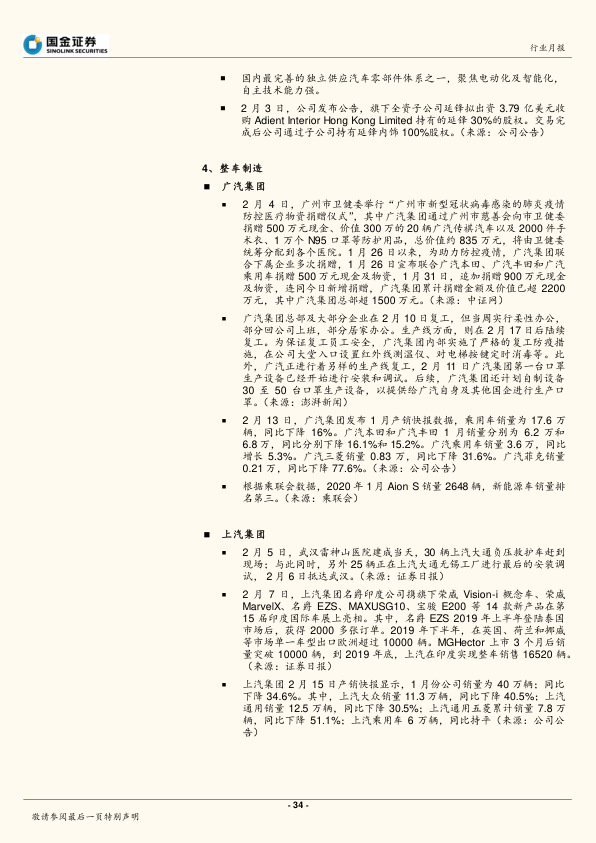 国金证券
SINOLINK SECURITIES
行业月报
■ 国内最完善的独立供应汽车零部件体系之一，聚焦电动化及智能化，
自主技术能力强。
■ 2 月 3 日，公司发布公告，旗下全资子公司延锋拟出资 3.79 亿美元收
购 Adient Interior Hong Kong Limited 持有的延锋 30%的股权。交易完
成后公司通过子公司持有延锋内饰 100%股权。（来源：公司公告）
4、整车制造
■ 广汽集团
■ 2 月 4 日，广州市卫健委举行“广州市新型冠状病毒感染的肺炎疫情
防控医疗物资捐赠仪式”，其中广汽集团通过广州市慈善会向市卫健委
捐赠 500 万元现金、价值 300 万的 20 辆广汽传祺汽车以及 2000 件手
术衣、1 万个 N95 口罩等防护用品，总价值约 835 万元，将由卫健委
统筹分配到各个医院。1 月 26 日以来，为助力防控疫情，广汽集团联
合下属企业多次捐赠，1 月 26 日宣布联合广汽本田、广汽丰田和广汽
乘用车捐赠 500 万元现金及物资，1 月 31 日，追加捐赠 900 万元现金
及物资，连同今日新增捐赠，广汽集团累计捐赠金额及价值已超 2200
万元，其中广汽集团总部超 1500 万元。（来源：中证网）
■ 广汽集团总部及大部分企业在 2 月 10 日复工，但当周实行柔性办公，
部分回公司上班，部分居家办公。生产线方面，则在 2 月 17 日后陆续
复工。为保证复工员工安全，广汽集团内部实施了严格的复工防疫措
施，在公司大堂入口设置红外线测温仪、对电梯按键定时消毒等。此
外，广汽正进行着另样的生产线复工，2 月 11 日广汽集团第一台口罩
生产设备已经开始进行安装和调试。后续，广汽集团还计划自制设备
30 至 50 台口罩生产设备，以提供给广汽自身及其他国企进行生产口
罩。（来源：澎湃新闻）
■ 2 月 13 日，广汽集团发布 1 月产销快报数据，乘用车销量为 17.6 万
辆，同比下降 16%。广汽本田和广汽丰田 1 月销量分别为 6.2 万和
6.8 万，同比分别下降 16.1%和 15.2%。广汽乘用车销量 3.6 万，同比
增长 5.3%。广汽三菱销量 0.83 万，同比下降 31.6%。广汽菲克销量
0.21 万，同比下降 77.6%。（来源：公司公告）
■ 根据乘联会数据，2020 年 1 月 Aion S 销量 2648 辆，新能源车销量排
名第三。（来源：乘联会）
■ 上汽集团
■ 2 月 5 日，武汉雷神山医院建成当天，30 辆上汽大通负压救护车赶到
现场；与此同时，另外 25 辆正在上汽大通无锡工厂进行最后的安装调
试， 2 月 6 日抵达武汉。（来源：证券日报）
■ 2 月 7 日，上汽集团名爵印度公司携旗下荣威 Vision-i 概念车、荣威
MarvelX、名爵 EZS、MAXUSG10、宝骏 E200 等 14 款新产品在第
15 届印度国际车展上亮相。其中，名爵 EZS 2019 年上半年登陆泰国
市场后，获得 2000 多张订单。2019 年下半年，在英国、荷兰和挪威
等市场单一车型出口欧洲超过 10000 辆。MGHector 上市 3 个月后销
量突破 10000 辆，到 2019 年底，上汽在印度实现整车销售 16520 辆。
（来源：证券日报）
■ 上汽集团 2 月 15 日产销快报显示，1 月份公司销量为 40 万辆；同比
下降 34.6%。其中，上汽大众销量 11.3 万辆，同比下降 40.5%；上汽
通用销量 12.5 万辆，同比下降 30.5%；上汽通用五菱累计销量 7.8 万
辆，同比下降 51.1%；上汽乘用车 6 万辆，同比持平（来源：公司公
告）
- 34 -
敬请参阅最后一页特别声明